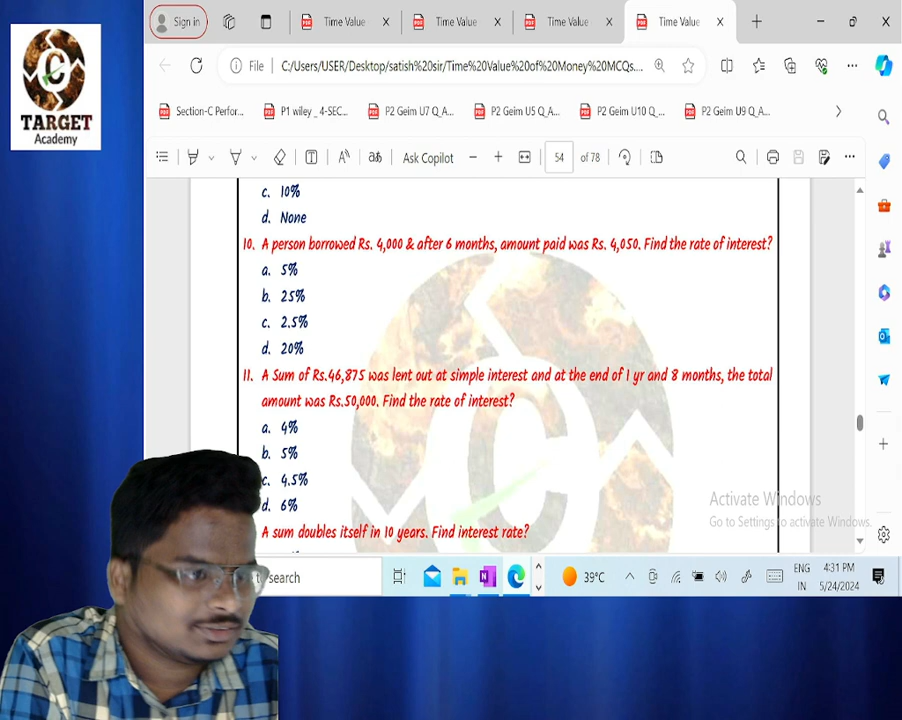 TARGET
Academy
Sign in
Time Value
Time Value
Time Value
Time Value
File
C:/Users/USER/Desktop/satish%20sir/Time%20Value%20of%20Money%20MCQs...
Section-C Perfor...
P1 wiley _ 4-SEC...
P2 Geim U7 Q_A...
P2 Geim U5 Q_A...
P2 Geim U10 Q_...
P2 Geim U9 Q_A...
Ask Copilot
54
of 78
c. 10%
d. None
10. A person borrowed Rs. 4,000 & after 6 months, amount paid was Rs. 4,050. Find the rate of interest?
a. 5%
b. 25%
c. 2.5%
d. 20%
11. A Sum of Rs.46,875 was lent out at simple interest and at the end of 1 yr and 8 months, the total
amount was Rs.50,000. Find the rate of interest?
a. 4%
b. 5%
c. 4.5%
d. 6%
A sum doubles itself in 10 years. Find interest rate?
Activate Windows
Go to Settings to activate Windows.
to search
39°C
ENG
IN
4:31 PM
5/24/2024